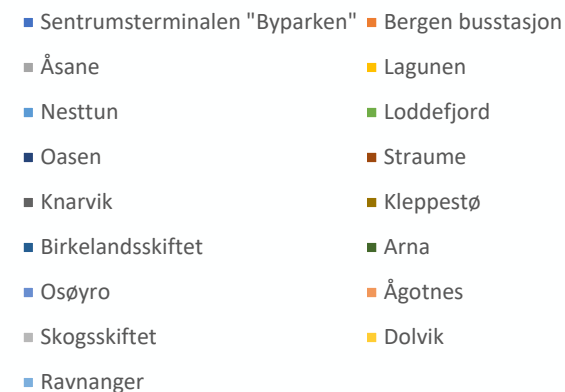 Sentrumsterminalen "Byparken" Bergen busstasjon
Åsane Lagunen
Nesttun Loddefjord
Oasen Straume
Knarvik Kleppestø
Birkelandsskiftet Arna
Osøyro Ågotnes
Skogsskiftet Dolvik
Ravnanger